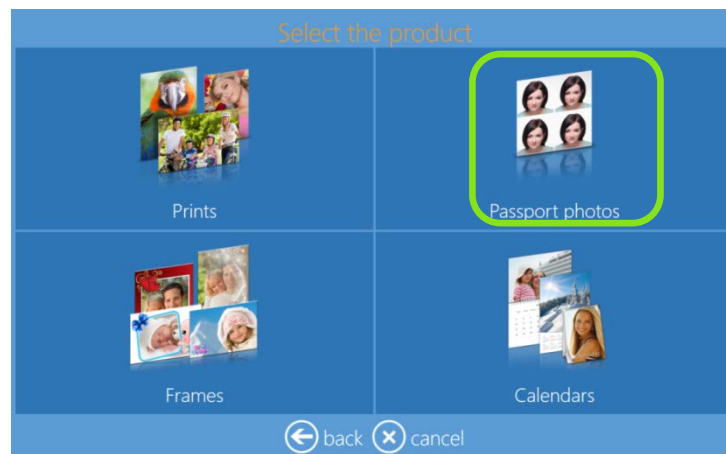 Select the product
Prints
Passport photos
Frames
Calendars
back cancel